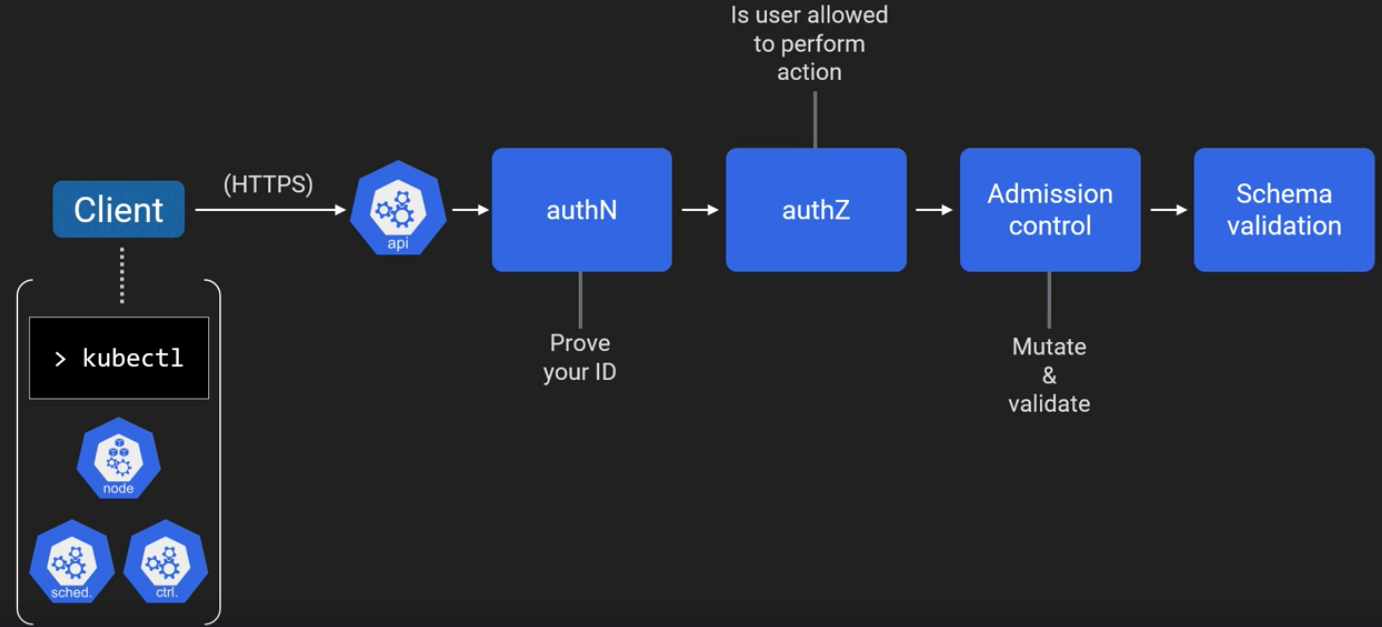 Is user allowed
to perform
action
Client
(HTTPS)
api
authN
authZ
Admission
control
Schema
validation
Prove
your ID
Mutate
&
validate
> kubectl
node
sched.
ctrl.